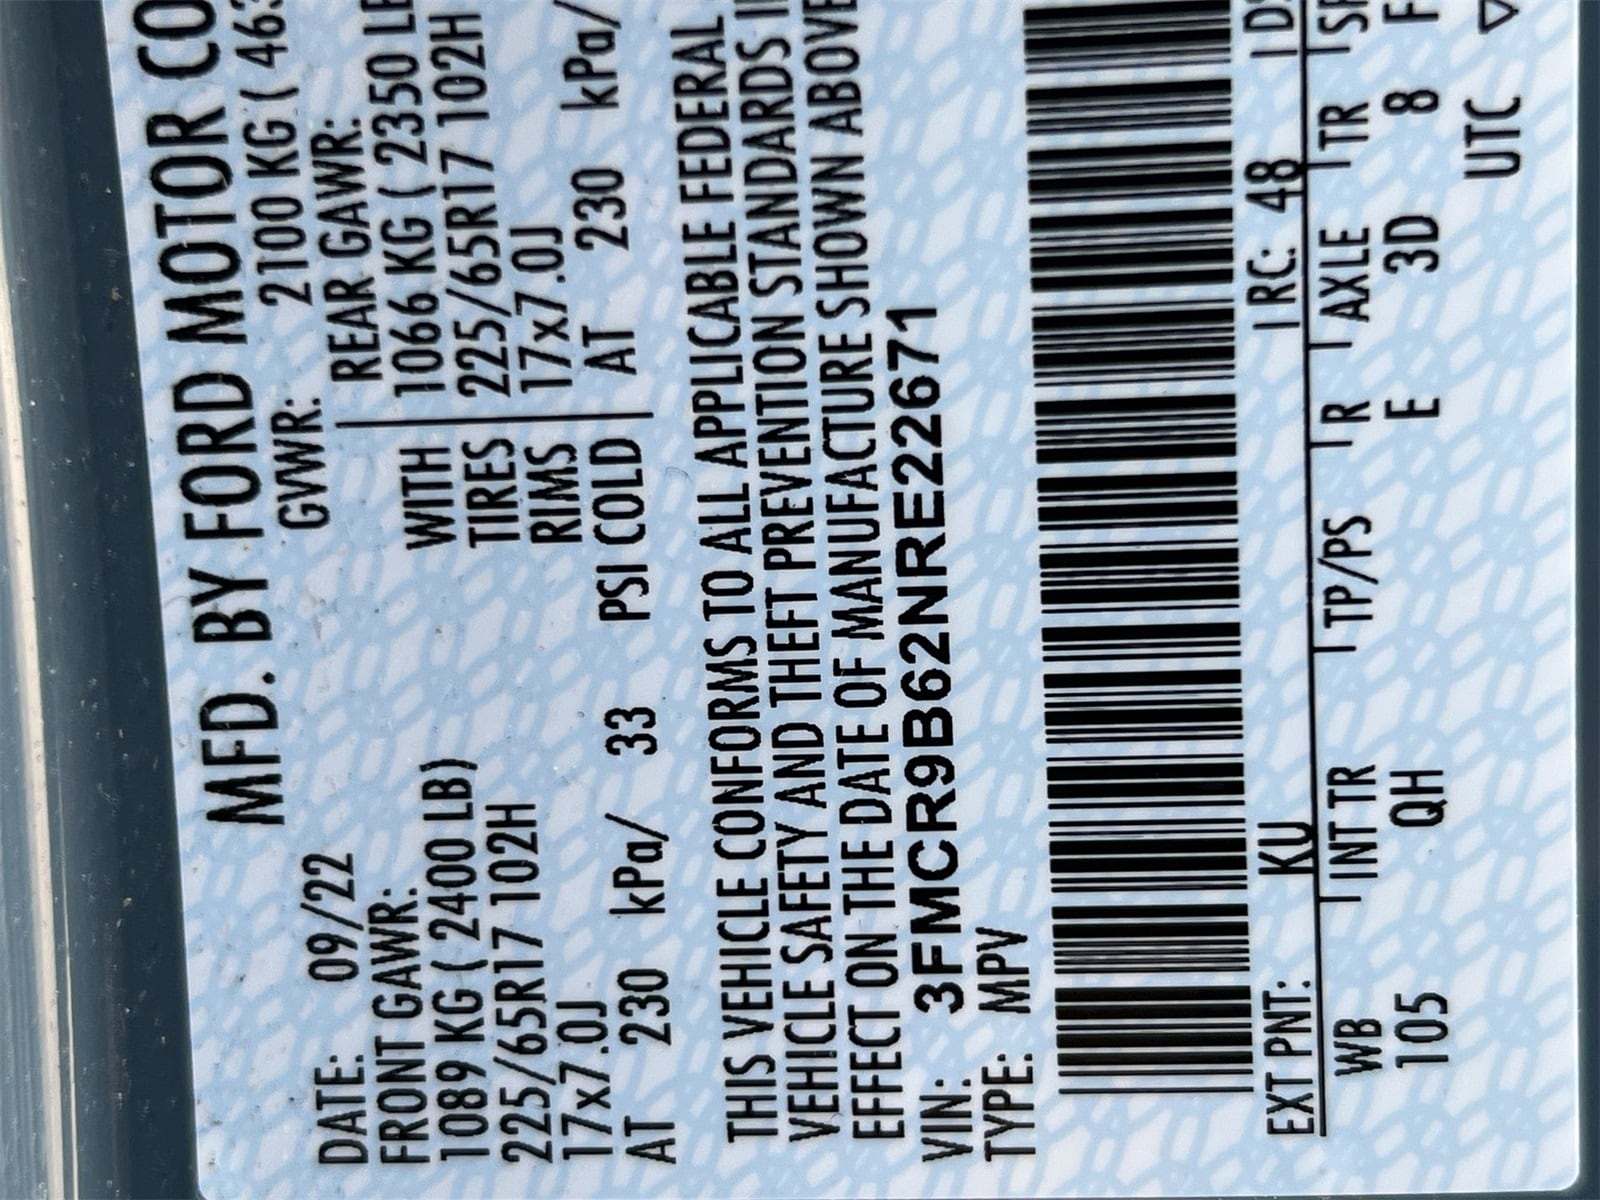 MFD. BY FORD MOTOR CO
DATE: 09/22 GVWR: 2100 KG ( 463
FRONT GAWR: REAR GAWR:
1089 KG ( 2400 LB) WITH 1066 KG ( 2350 LB
225/65R17 102H TIRES 225/65R17 102H
17x7.0J RIMS 17x7.0J
AT 230 kPa/ 33 PSI COLD AT 230 kPa/
THIS VEHICLE CONFORMS TO ALL APPLICABLE FEDERAL
VEHICLE SAFETY AND THEFT PREVENTION STANDARDS I
EFFECT ON THE DATE OF MANUFACTURE SHOWN ABOVE
VIN: 3FMCR9B62NRE22671
TYPE: MPV
EXT PNT: KU RC: 48 DS
WB INT TR TP/PS R AXLE TR SP
105 QH E 3D 8 F
UTC